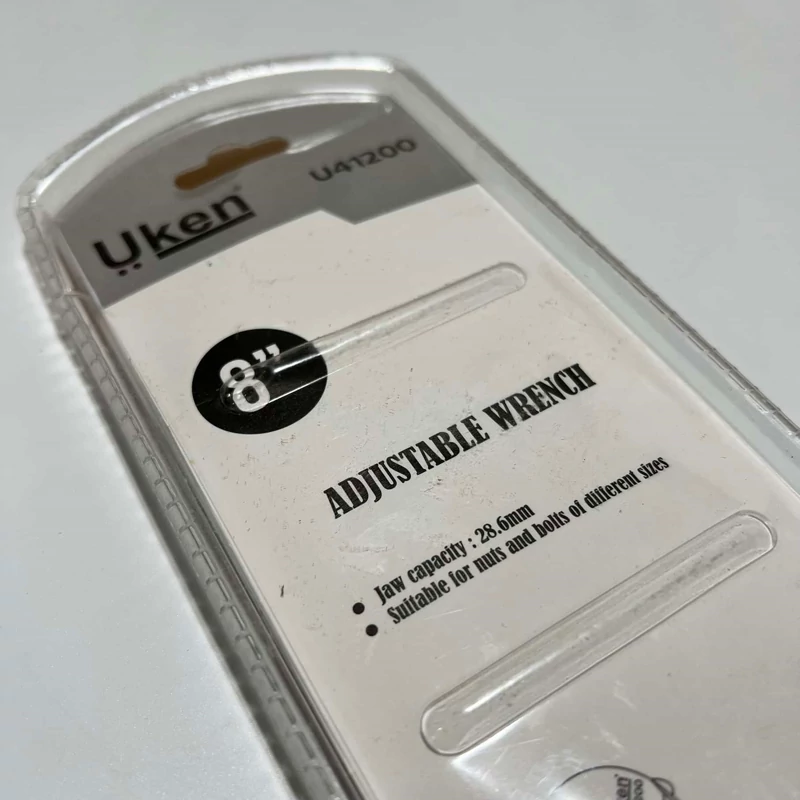 Uken
U41200
8”
ADJUSTABLE WRENCH
• Jaw capacity : 28.6mm
• Suitable for nuts and bolts of different sizes